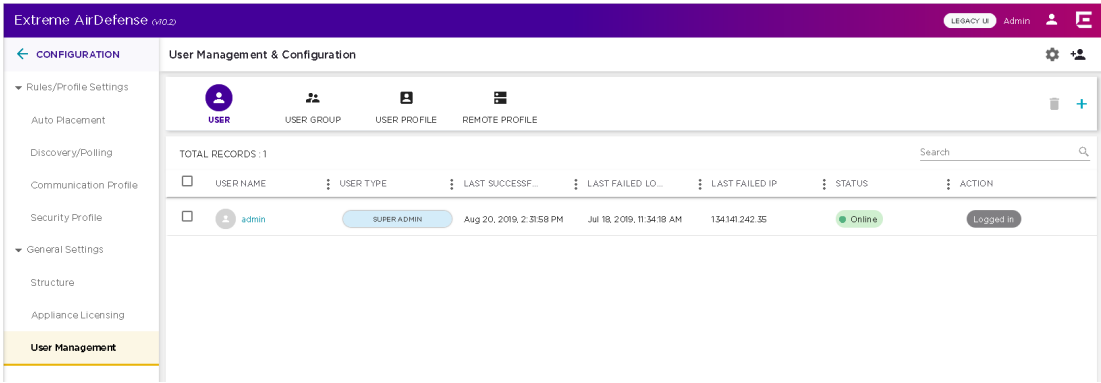 Extreme AirDefense (v10.2)
LEGACY UI Admin
CONFIGURATION
User Management & Configuration
Rules/Profile Settings
Auto Placement
Discovery/Polling
Communication Profile
Security Profile
General Settings
Structure
Appliance Licensing
User Management
USER USER GROUP USER PROFILE REMOTE PROFILE
TOTAL RECORDS : 1 Search
USER NAME USER TYPE LAST SUCCESSF... LAST FAILED LO... LAST FAILED IP STATUS ACTION
admin SUPER ADMIN Aug 20, 2019, 2:31:58 PM Jul 18, 2019, 11:34:18 AM 134.141.242.35 Online Logged in